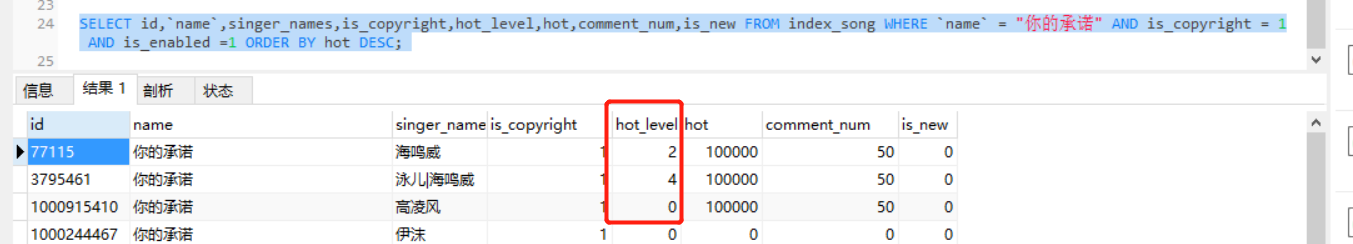 23
24 SELECT id,`name`,singer_names,is_copyright,hot_level,hot,comment_num,is_new FROM index_song WHERE `name` = "你的承诺" AND is_copyright = 1
AND is_enabled =1 ORDER BY hot DESC;
25
信息 结果 1 剖析 状态
id name singer_name is_copyright hot_level hot comment_num is_new
77115 你的承诺 海鸣威 1 2 100000 50 0
3795461 你的承诺 泳儿|海鸣威 1 4 100000 50 0
1000915410 你的承诺 高凌风 1 0 100000 50 0
1000244467 你的承诺 伊沫 1 0 0 0 0